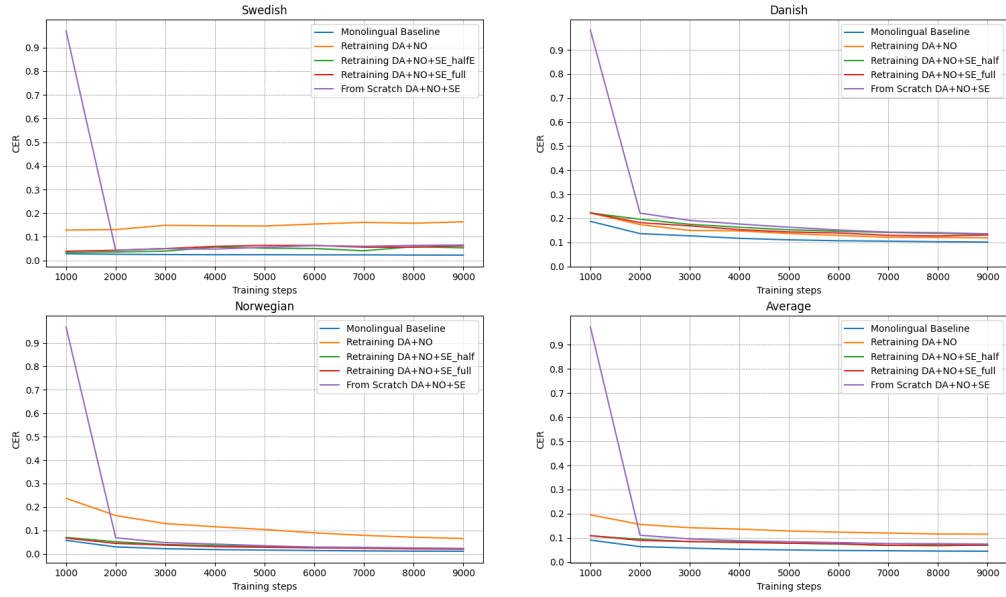 Swedish
CER
0.9
0.8
0.7
0.6
0.5
0.4
0.3
0.2
0.1
0.0
Monolingual Baseline
Retraining DA+NO
Retraining DA+NO+SE_halfE
Retraining DA+NO+SE_full
From Scratch DA+NO+SE
1000 2000 3000 4000 5000 6000 7000 8000 9000
Training steps
Danish
CER
0.9
0.8
0.7
0.6
0.5
0.4
0.3
0.2
0.1
0.0
Monolingual Baseline
Retraining DA+NO
Retraining DA+NO+SE_half
Retraining DA+NO+SE_full
From Scratch DA+NO+SE
1000 2000 3000 4000 5000 6000 7000 8000 9000
Training steps
Norwegian
CER
0.9
0.8
0.7
0.6
0.5
0.4
0.3
0.2
0.1
0.0
Monolingual Baseline
Retraining DA+NO
Retraining DA+NO+SE_half
Retraining DA+NO+SE_full
From Scratch DA+NO+SE
1000 2000 3000 4000 5000 6000 7000 8000 9000
Training steps
Average
CER
0.9
0.8
0.7
0.6
0.5
0.4
0.3
0.2
0.1
0.0
Monolingual Baseline
Retraining DA+NO
Retraining DA+NO+SE_half
Retraining DA+NO+SE_full
From Scratch DA+NO+SE
1000 2000 3000 4000 5000 6000 7000 8000 9000
Training steps